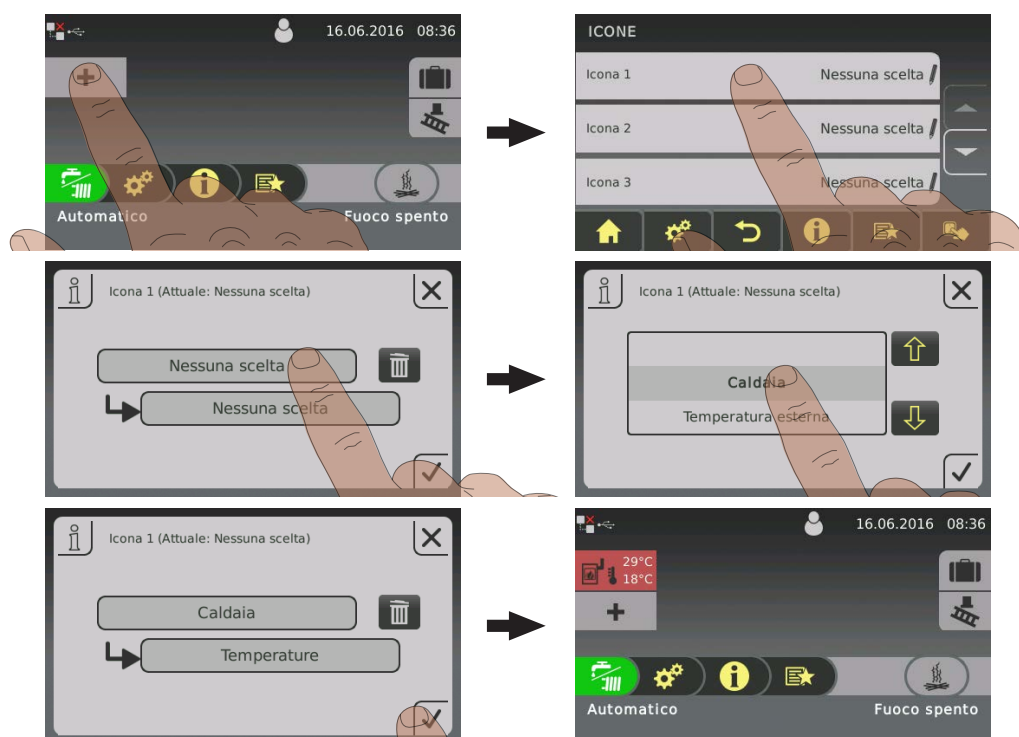 16.06.2016 08:36
+
Automatico
Fuoco spento
ICONE
Icona 1
Nessuna scelta
Icona 2
Nessuna scelta
Icona 3
Nessuna scelta
Icona 1 (Attuale: Nessuna scelta)
Nessuna scelta
Nessuna scelta
Icona 1 (Attuale: Nessuna scelta)
Caldaia
Temperatura esterna
Icona 1 (Attuale: Nessuna scelta)
Caldaia
Temperature
16.06.2016 08:36
29°C
18°C
+
Automatico
Fuoco spento